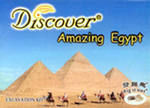 Discover®
Amazing Egypt
EXCAVATION KIT